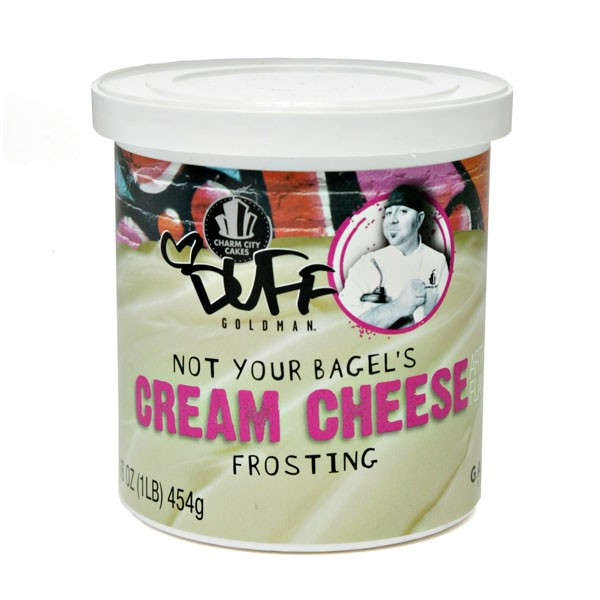 CHARM CITY
CAKES
DUFF
GOLDMAN
NOT YOUR BAGEL'S
CREAM CHEESE
FROSTING
OZ (1LB) 454g